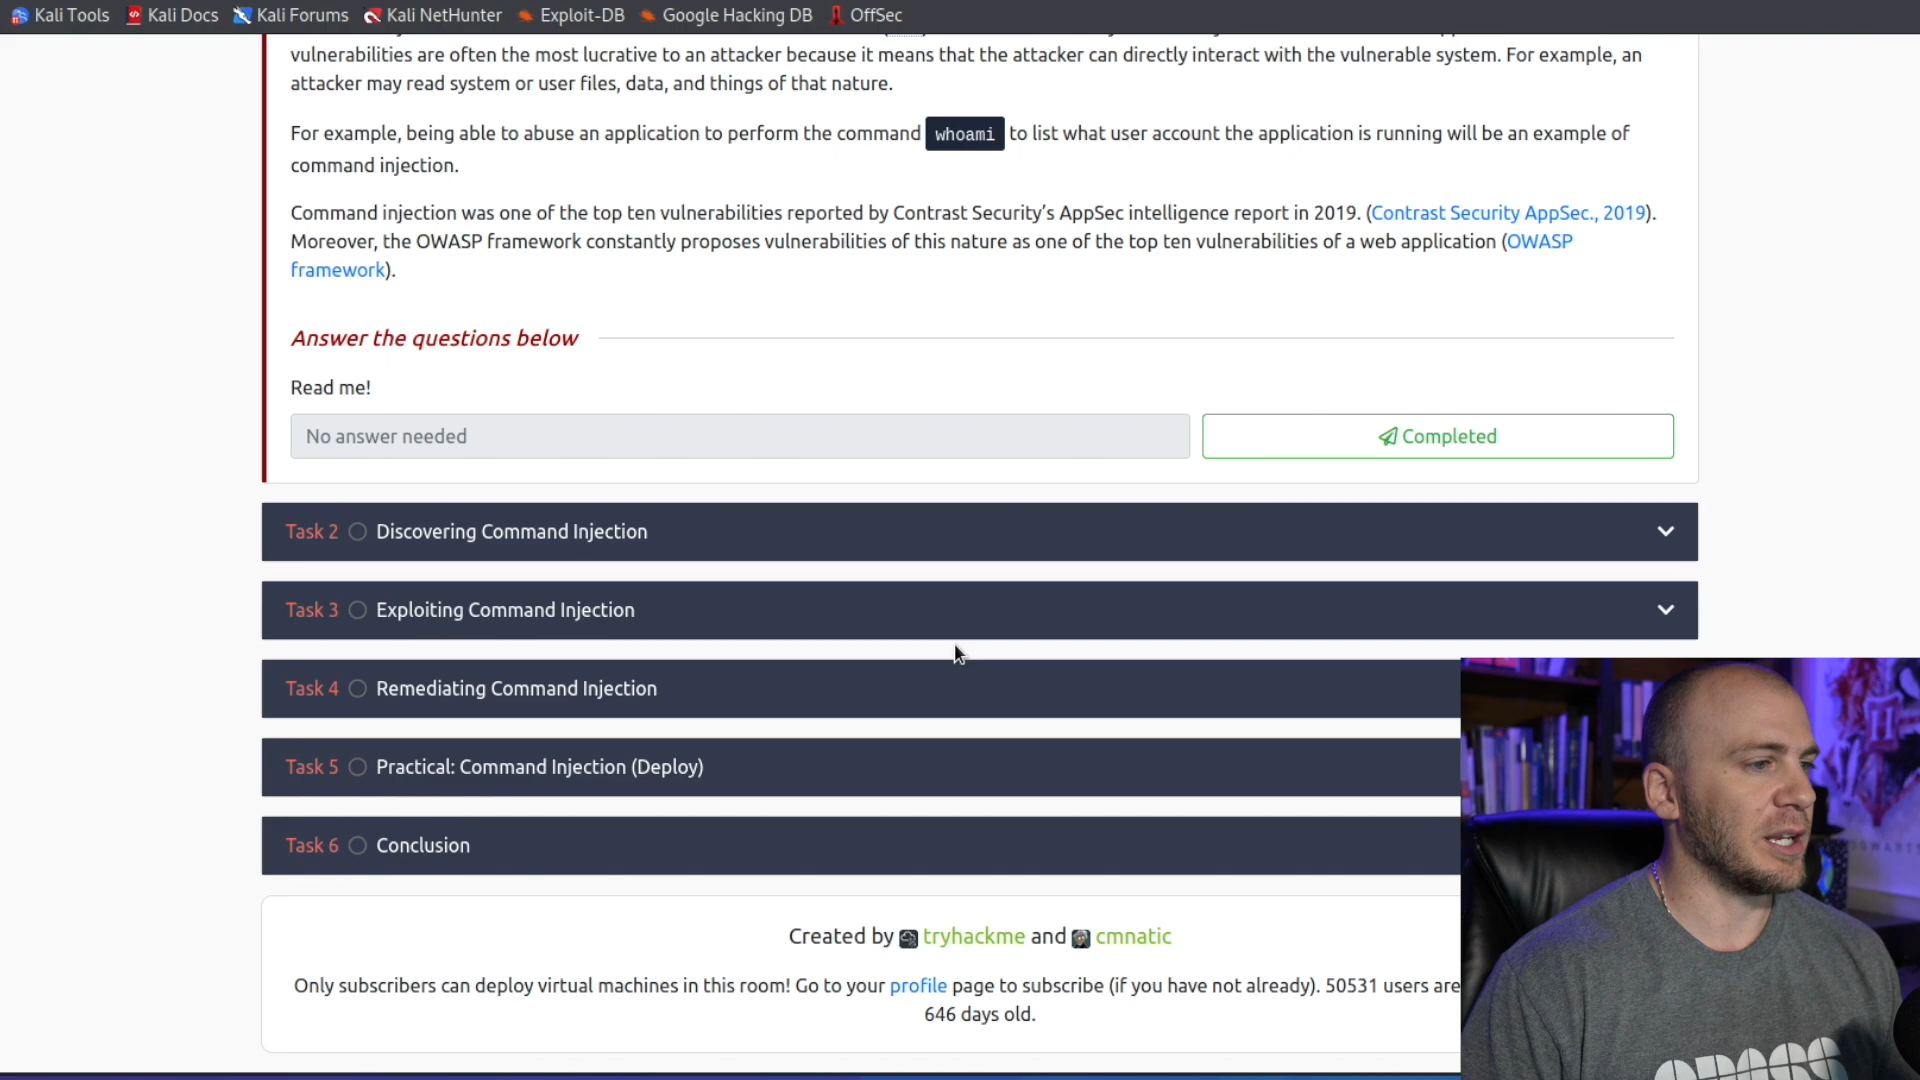 Kali Tools Kali Docs Kali Forums Kali NetHunter Exploit-DB Google Hacking DB OffSec
vulnerabilities are often the most lucrative to an attacker because it means that the attacker can directly interact with the vulnerable system. For example, an
attacker may read system or user files, data, and things of that nature.
For example, being able to abuse an application to perform the command whoami to list what user account the application is running will be an example of
command injection.
Command injection was one of the top ten vulnerabilities reported by Contrast Security’s AppSec intelligence report in 2019. (Contrast Security AppSec., 2019).
Moreover, the OWASP framework constantly proposes vulnerabilities of this nature as one of the top ten vulnerabilities of a web application (OWASP
framework).
Answer the questions below
Read me!
No answer needed Completed
Task 2 Discovering Command Injection
Task 3 Exploiting Command Injection
Task 4 Remediating Command Injection
Task 5 Practical: Command Injection (Deploy)
Task 6 Conclusion
Created by tryhackme and cmnatic
Only subscribers can deploy virtual machines in this room! Go to your profile page to subscribe (if you have not already). 50531 users are
646 days old.